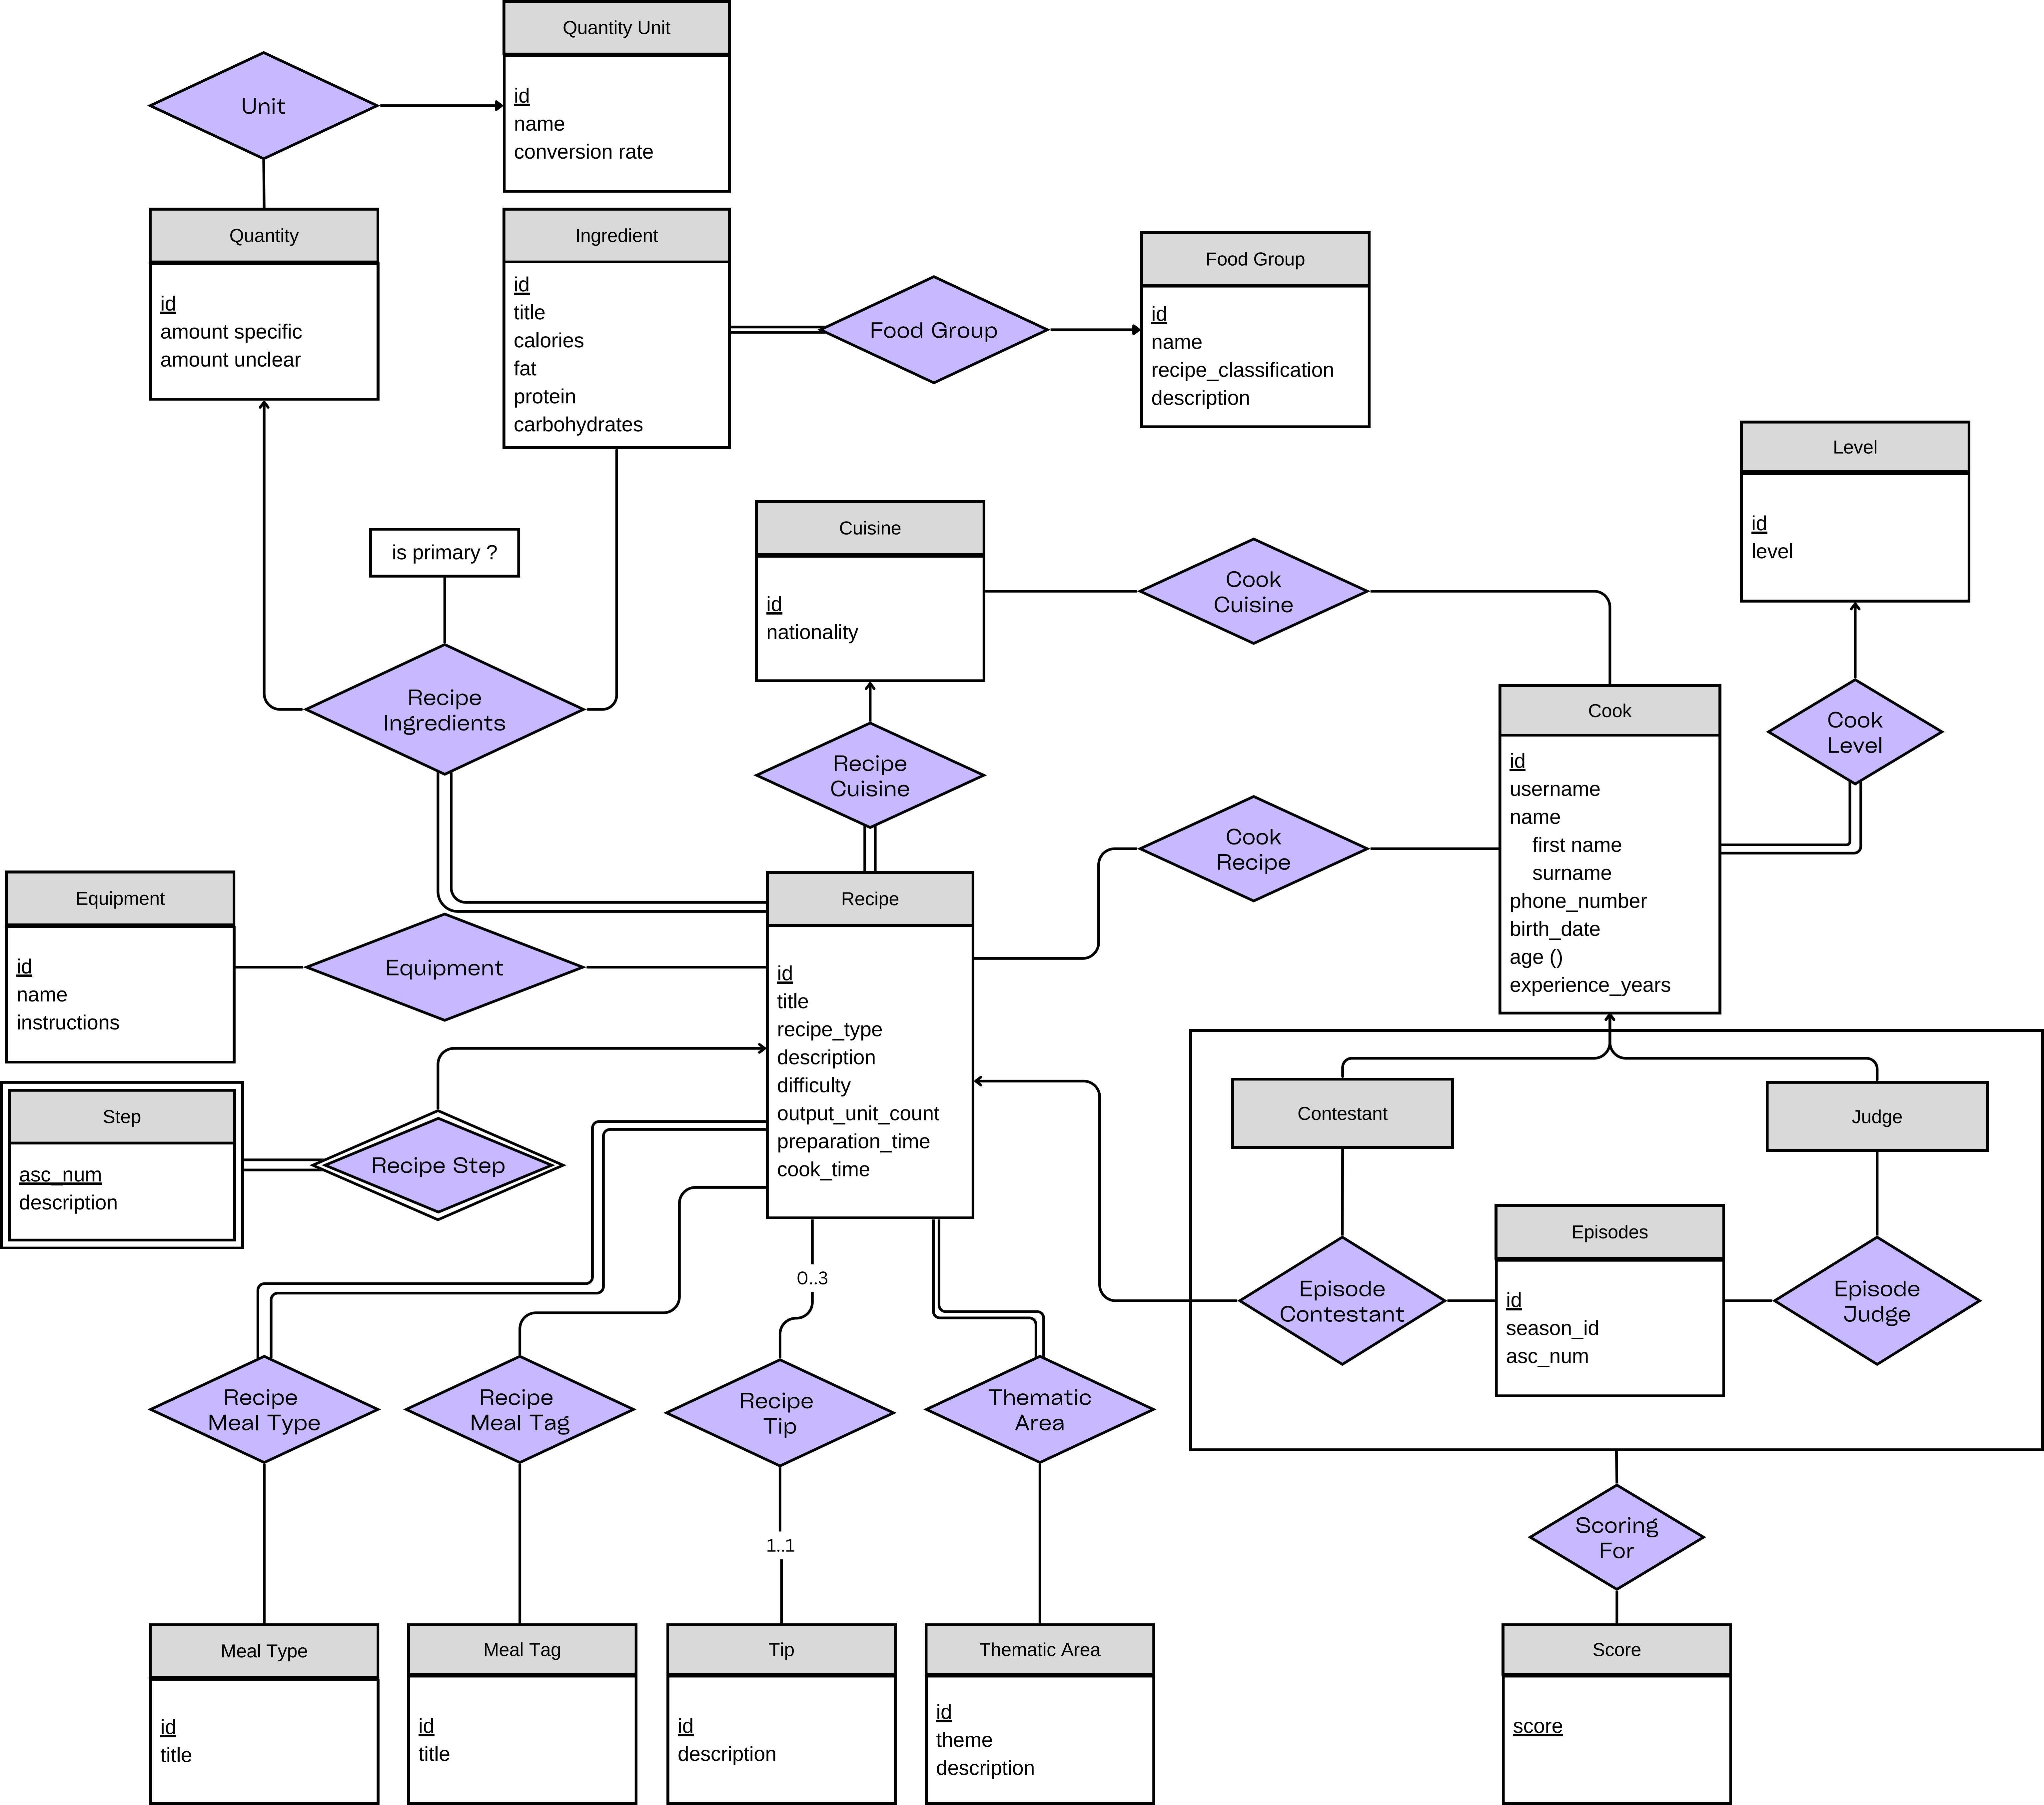 Quantity Unit
id
name
conversion rate
Unit
Quantity
id
amount specific
amount unclear
Ingredient
id
title
calories
fat
protein
carbohydrates
Food Group
Food Group
id
name
recipe_classification
description
Level
id
level
is primary ?
Cuisine
id
nationality
Cook
Cuisine
Recipe
Ingredients
Recipe
Cuisine
Cook
Recipe
Cook
id
username
name
first name
surname
phone_number
birth_date
age ()
experience_years
Cook
Level
Equipment
id
name
instructions
Equipment
Recipe
id
title
recipe_type
description
difficulty
output_unit_count
preparation_time
cook_time
Step
asc_num
description
Recipe Step
Contestant
Judge
Episode
Contestant
Episodes
id
season_id
asc_num
Episode
Judge
0..3
Recipe
Meal Type
Recipe
Meal Tag
Recipe
Tip
Thematic
Area
1..1
Scoring
For
Meal Type
id
title
Meal Tag
id
title
Tip
id
description
Thematic Area
id
theme
description
Score
score